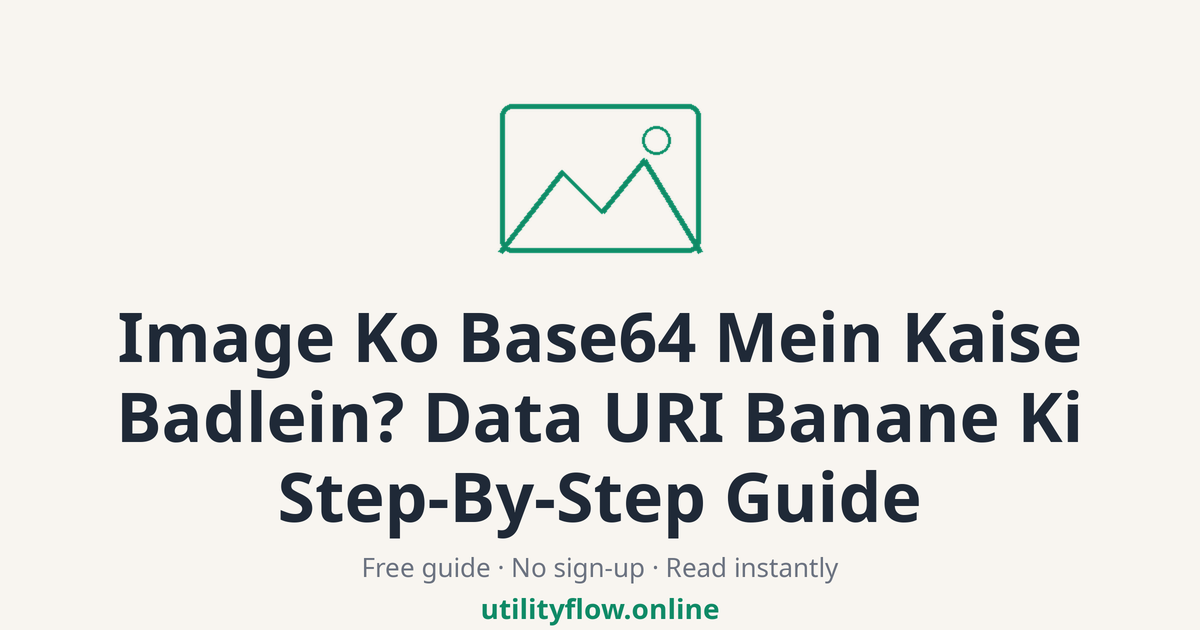 Image Ko Base64 Mein Kaise
Badlein? Data URI Banane Ki
Step-By-Step Guide
Free guide · No sign-up · Read instantly
utilityflow.online